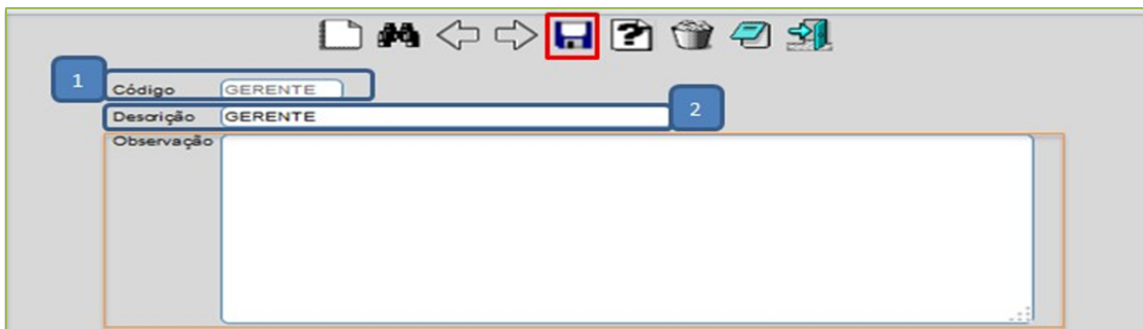 1
Código GERENTE
Descrição GERENTE
2
Observação